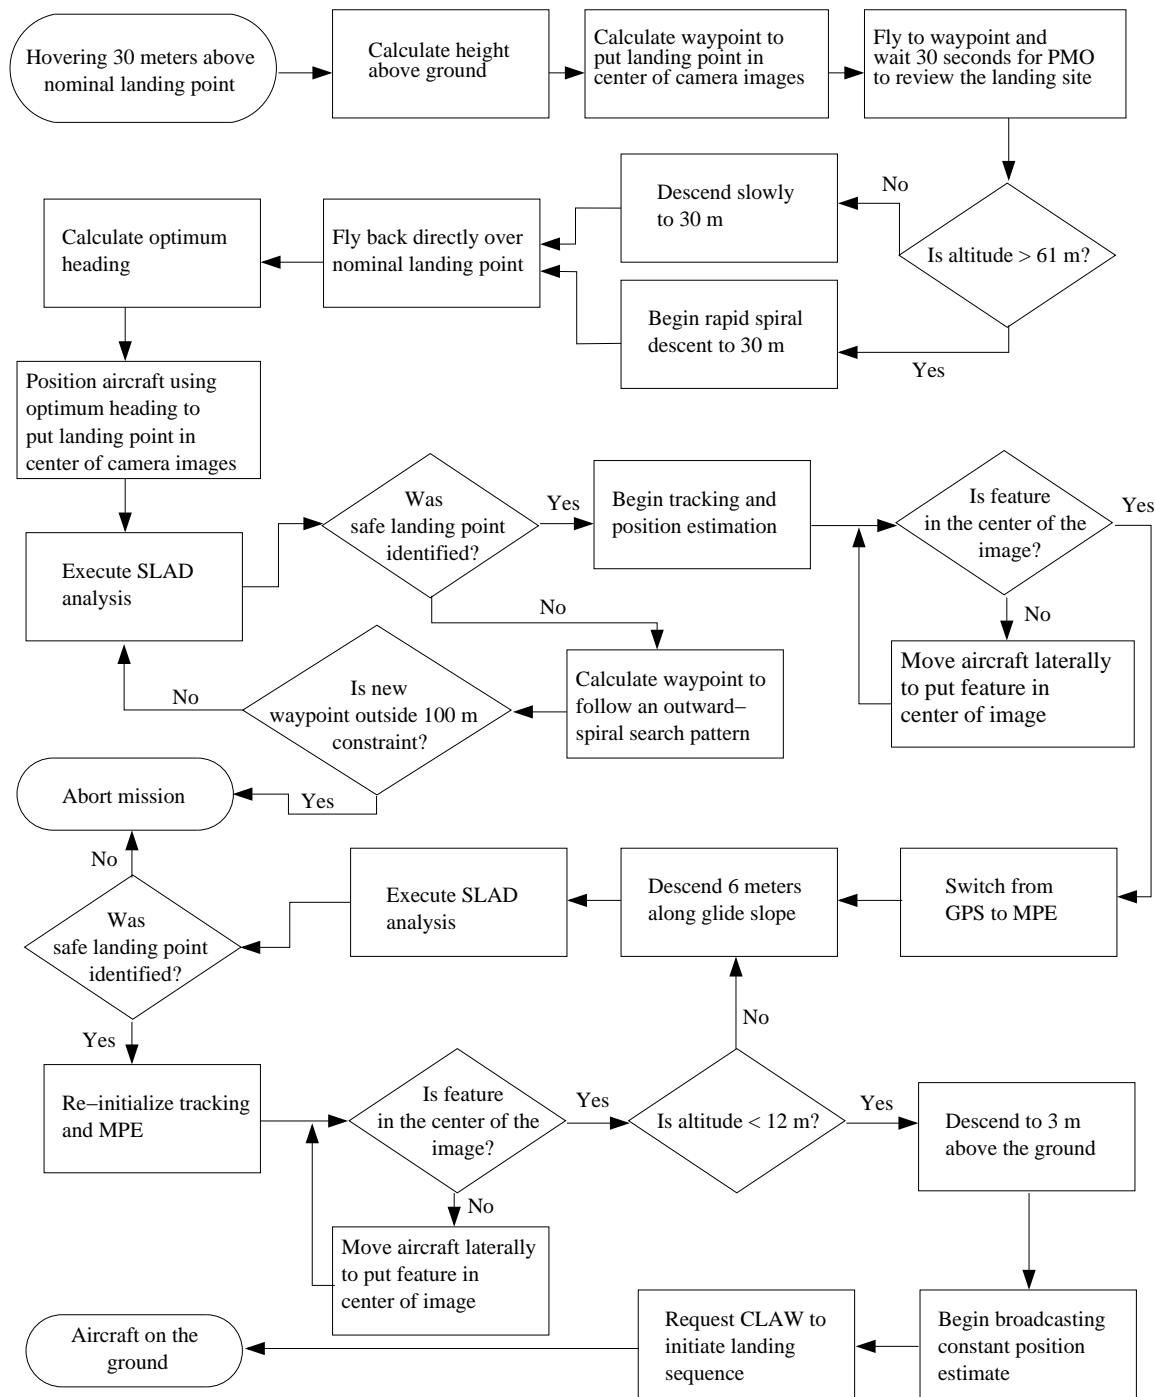 Hovering 30 meters above
nominal landing point
Calculate height
above ground
Calculate waypoint to
put landing point in
center of camera images
Fly to waypoint and
wait 30 seconds for PMO
to review the landing site
Is altitude > 61 m?
No
Yes
Descend slowly
to 30 m
Begin rapid spiral
descent to 30 m
Fly back directly over
nominal landing point
Calculate optimum
heading
Position aircraft using
optimum heading to
put landing point in
center of camera images
Execute SLAD
analysis
Was
safe landing point
identified?
Yes
No
Begin tracking and
position estimation
Is feature
in the center of the
image?
Yes
No
Move aircraft laterally
to put feature in
center of image
Calculate waypoint to
follow an outward−
spiral search pattern
Is new
waypoint outside 100 m
constraint?
No
Yes
Abort mission
Switch from
GPS to MPE
Descend 6 meters
along glide slope
Execute SLAD
analysis
Was
safe landing point
identified?
No
Yes
Re−initialize tracking
and MPE
Is feature
in the center of the
image?
Yes
No
Move aircraft laterally
to put feature in
center of image
Is altitude < 12 m?
No
Yes
Descend to 3 m
above the ground
Begin broadcasting
constant position
estimate
Request CLAW to
initiate landing
sequence
Aircraft on the
ground